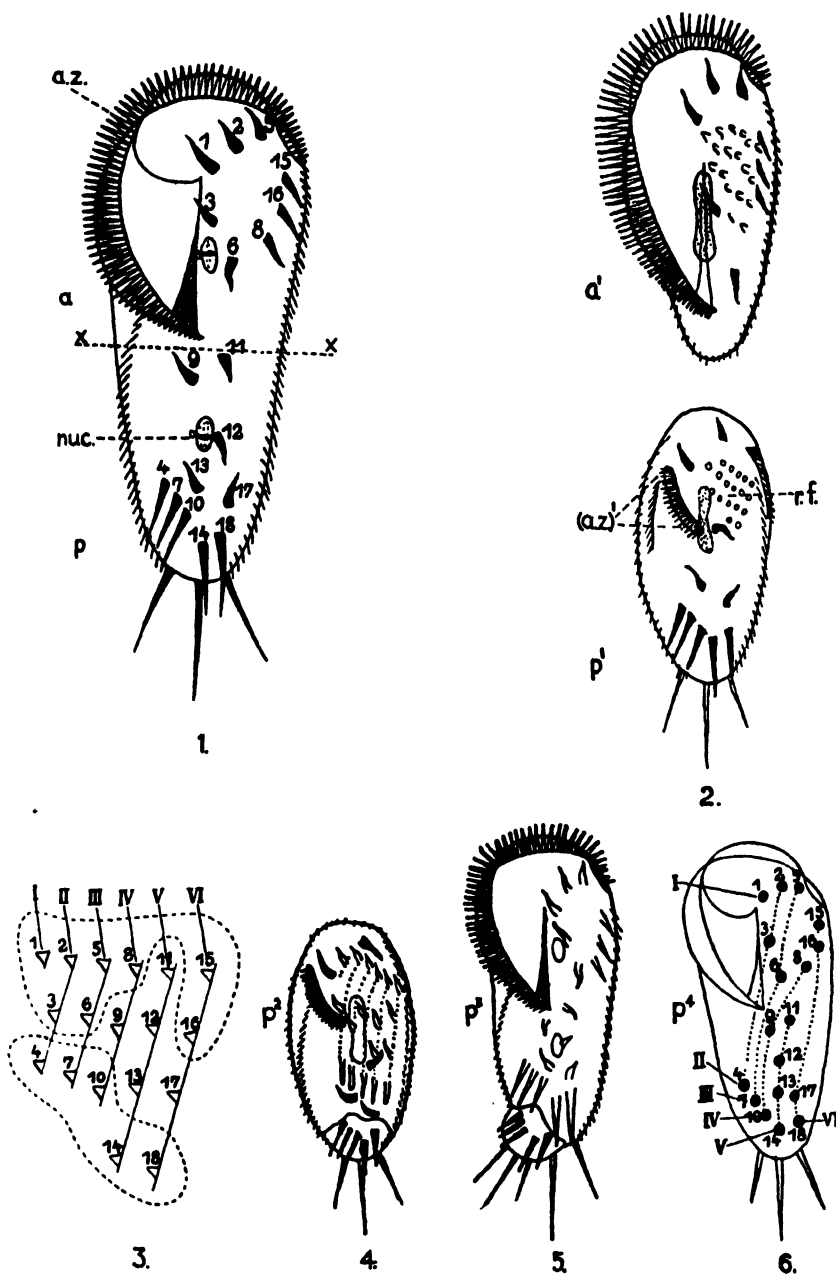 a.z.
1 2 5
15
3 16
8
6
a
x x
9 11
nuc.
12
13
4 7 10 17
14 18
p
1.
a'
(a.z)'
r.f.
p'
2.
I II III IV V VI
1 2 5 8 11 15
3 6 9 12 16
4 7 10 13 17
14 18
3.
p²
4.
5.
I
1 2 5
15
3 16
6 8
p⁴
9 11
12
II 4 13 17
III 7
IV 10 VI
V 14 18
6.